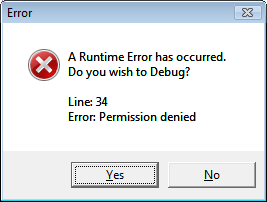 Error
A Runtime Error has occurred.
Do you wish to Debug?
Line: 34
Error: Permission denied
Yes
No